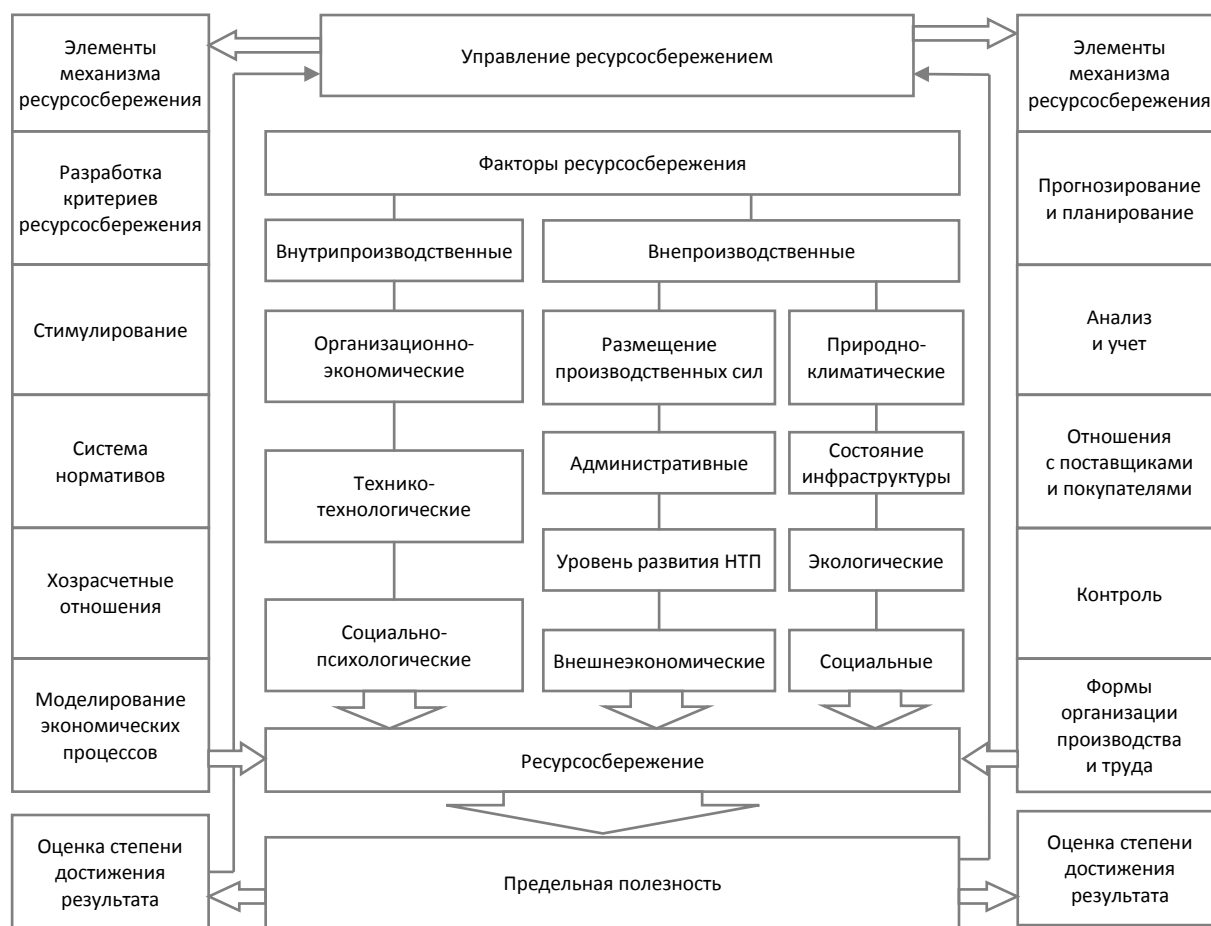 Элементы
механизма
ресурсосбережения
Управление ресурсосбережением
Элементы
механизма
ресурсосбережения
Разработка
критериев
ресурсосбережения
Факторы ресурсосбережения
Прогнозирование
и планирование
Внутрипроизводственные
Внепроизводственные
Стимулирование
Организационно-
экономические
Размещение
производственных сил
Природно-
климатические
Анализ
и учет
Система
нормативов
Технико-
технологические
Административные
Состояние
инфраструктуры
Отношения
с поставщиками
и покупателями
Хозрасчетные
отношения
Уровень развития НТП
Экологические
Контроль
Социально-
психологические
Внешнеэкономические
Социальные
Моделирование
экономических
процессов
Ресурсосбережение
Формы
организации
производства
и труда
Оценка степени
достижения
результата
Предельная полезность
Оценка степени
достижения
результата